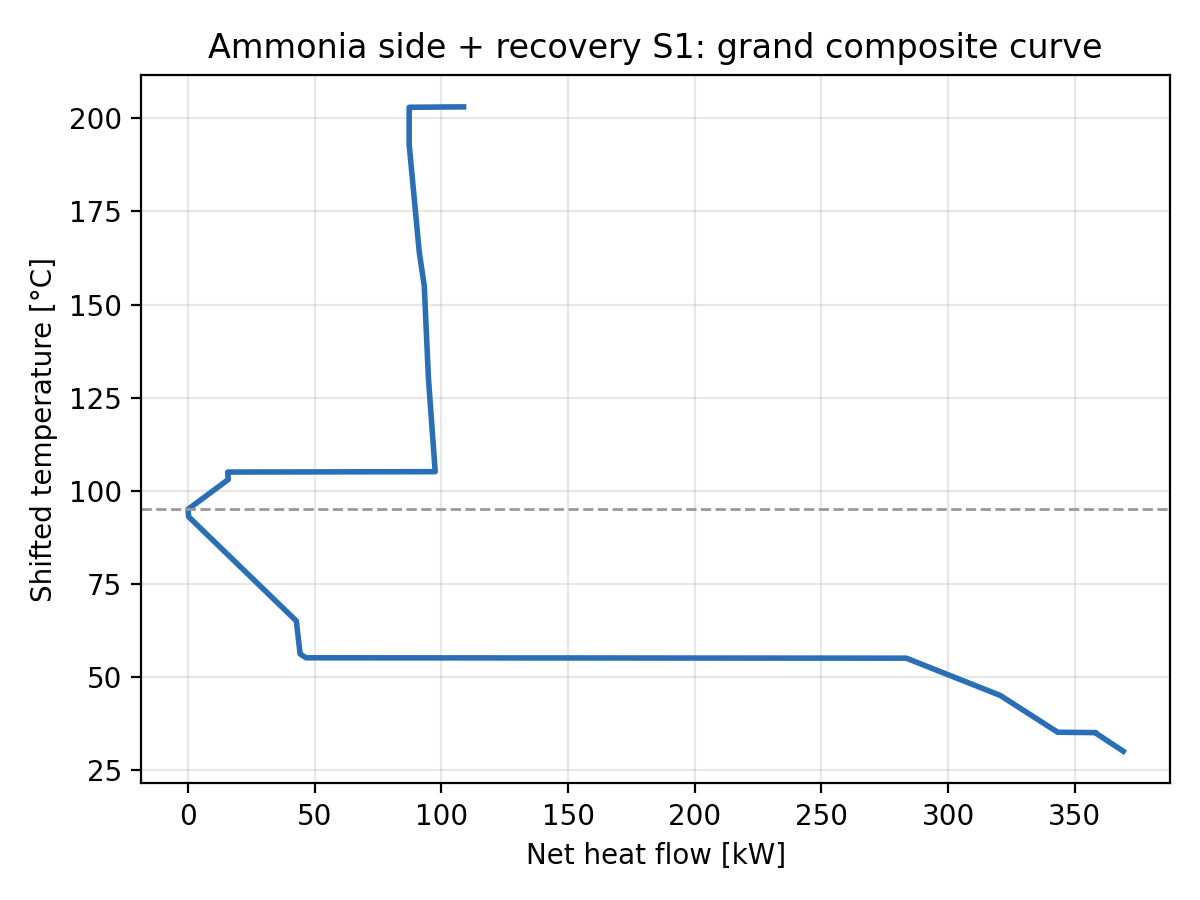 Ammonia side + recovery S1: grand composite curve
Shifted temperature [°C]
200
175
150
125
100
75
50
25
0 50 100 150 200 250 300 350
Net heat flow [kW]